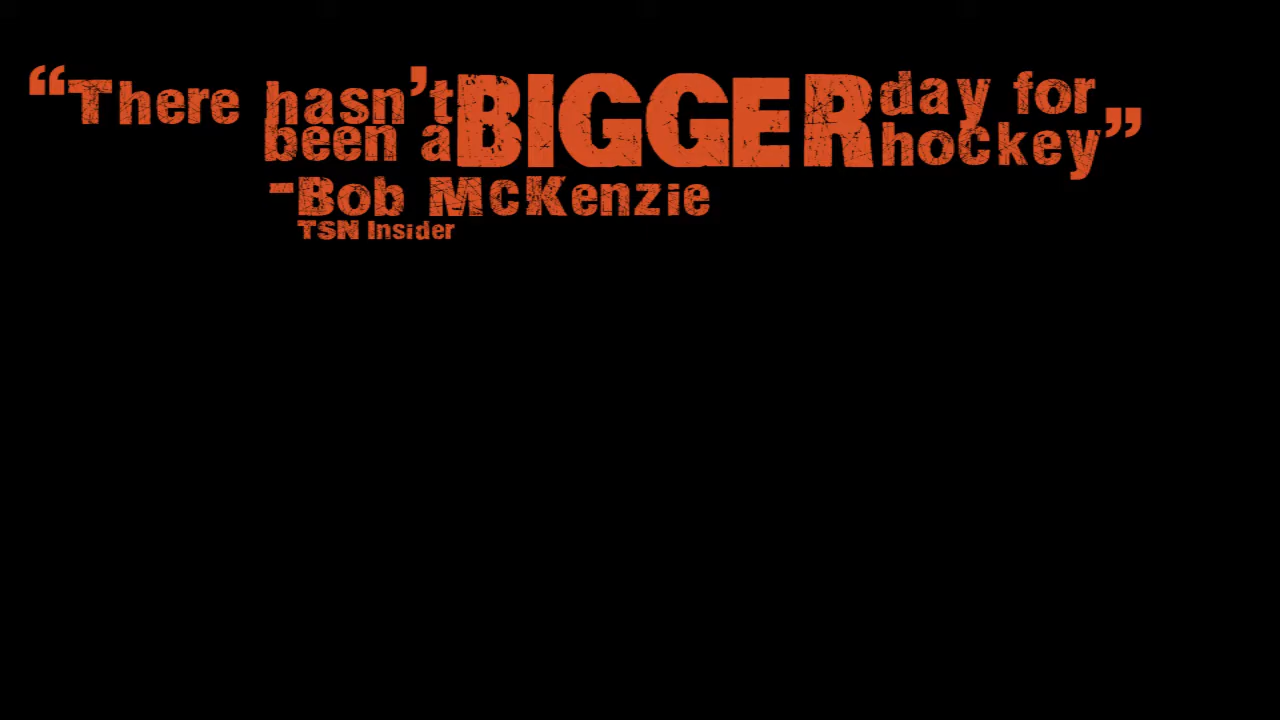 “There hasn’t been a BIGGER day for hockey”
-Bob McKenzie
TSN Insider